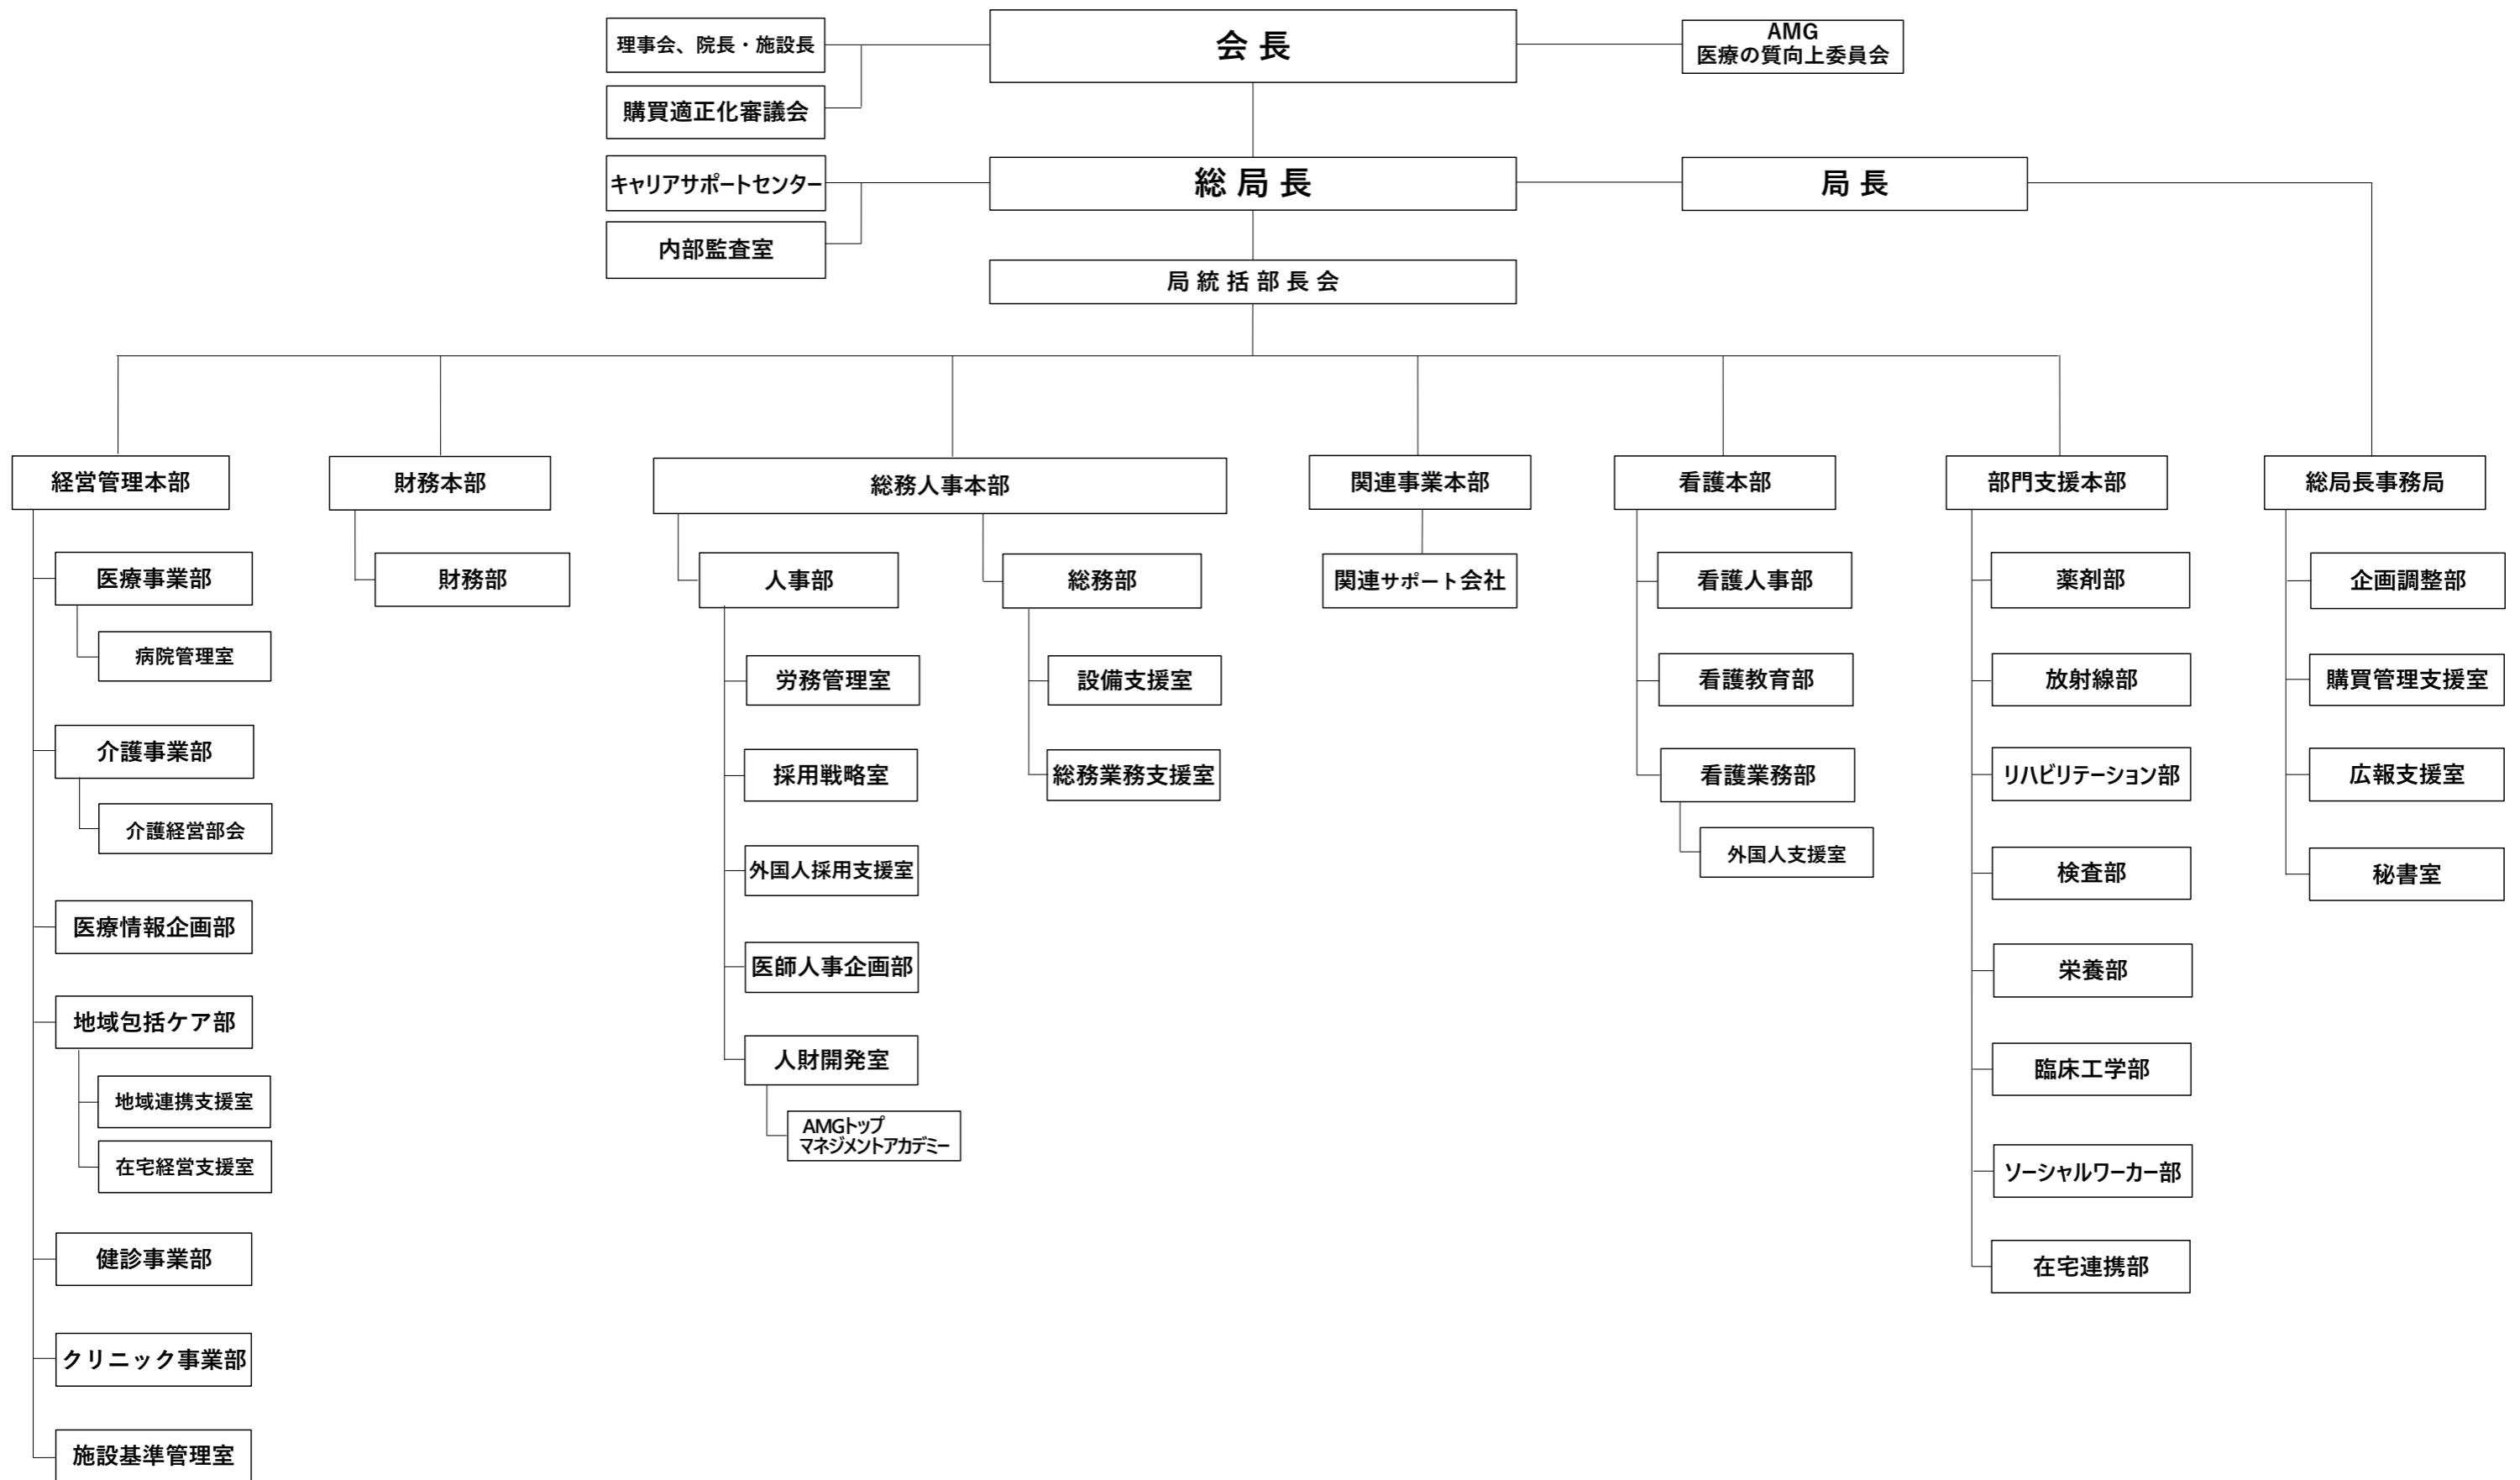 理事会、院長・施設長
会長
AMG
医療の質向上委員会
購買適正化審議会
キャリアサポートセンター
総局長
局長
内部監査室
局統括部長会
経営管理本部
医療事業部
病院管理室
介護事業部
介護経営部会
医療情報企画部
地域包括ケア部
地域連携支援室
在宅経営支援室
健診事業部
クリニック事業部
施設基準管理室
財務本部
財務部
総務人事本部
人事部
労務管理室
採用戦略室
外国人採用支援室
医師人事企画部
人財開発室
AMGトップ
マネジメントアカデミー
総務部
設備支援室
総務業務支援室
関連事業本部
関連サポート会社
看護本部
看護人事部
看護教育部
看護業務部
外国人支援室
部門支援本部
薬剤部
放射線部
リハビリテーション部
検査部
栄養部
臨床工学部
ソーシャルワーカー部
在宅連携部
総局長事務局
企画調整部
購買管理支援室
広報支援室
秘書室